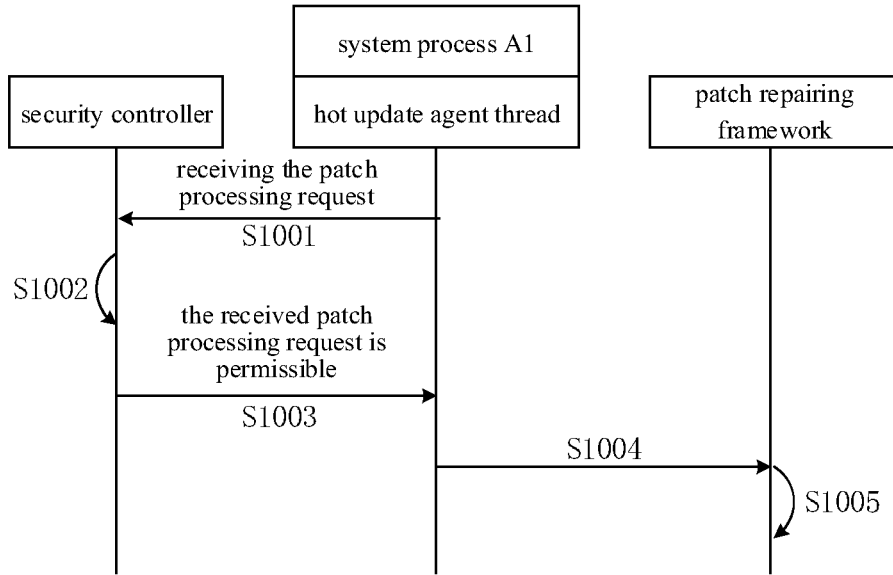 system process A1
security controller
hot update agent thread
patch repairing
framework
receiving the patch
processing request
S1001
S1002
the received patch
processing request is
permissible
S1003
S1004
S1005